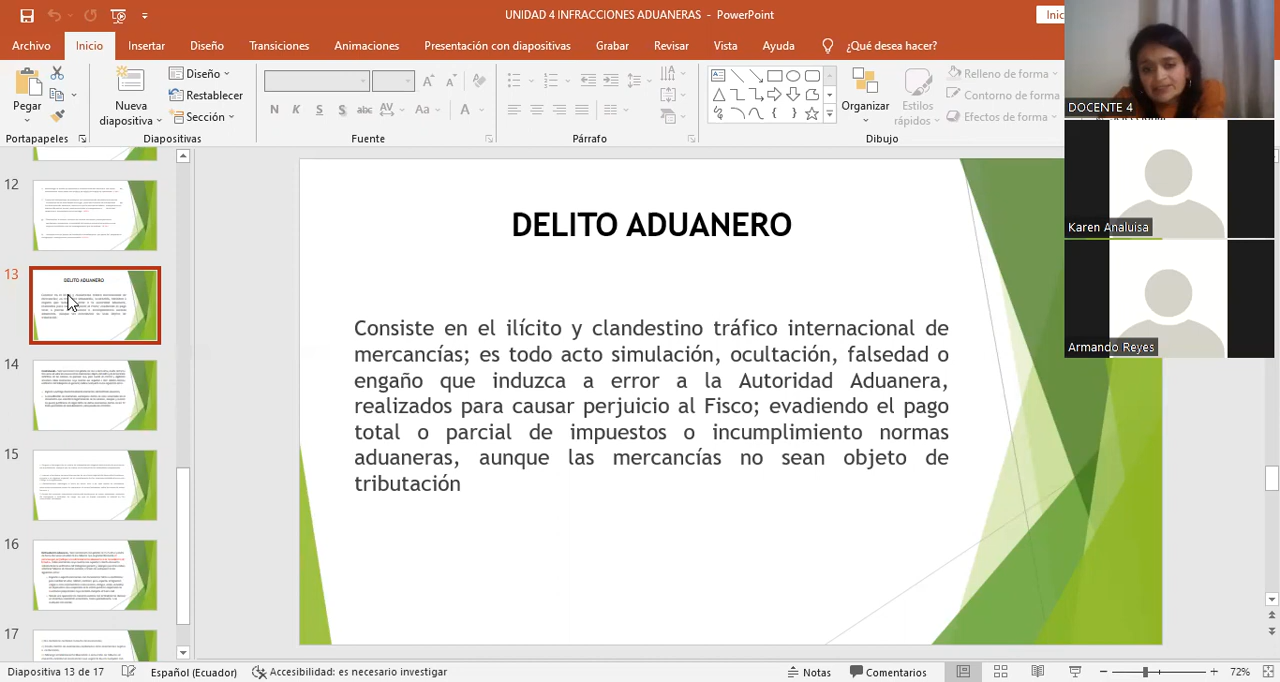 UNIDAD 4 INFRACCIONES ADUANERAS - PowerPoint
Inic
Archivo Inicio Insertar Diseño Transiciones Animaciones Presentación con diapositivas Grabar Revisar Vista Ayuda ¿Qué desea hacer?
Pegar
Nueva diapositiva
Diseño
Restablecer
Sección
N K S S abc AV Aa A
Organizar
Estilos rápidos
Relleno de forma
Contorno de forma
Efectos de forma
Portapapeles Diapositivas Fuente Párrafo Dibujo
DOCENTE 4
Karen Analuisa
Armando Reyes
12
13
DELITO ADUANERO
14
15
16
17
DELITO ADUANERO
Consiste en el ilícito y clandestino tráfico internacional de
mercancías; es todo acto simulación, ocultación, falsedad o
engaño que induzca a error a la Autoridad Aduanera,
realizados para causar perjuicio al Fisco; evadiendo el pago
total o parcial de impuestos o incumplimiento normas
aduaneras, aunque las mercancías no sean objeto de
tributación
Diapositiva 13 de 17 Español (Ecuador) Accesibilidad: es necesario investigar Notas Comentarios 72%